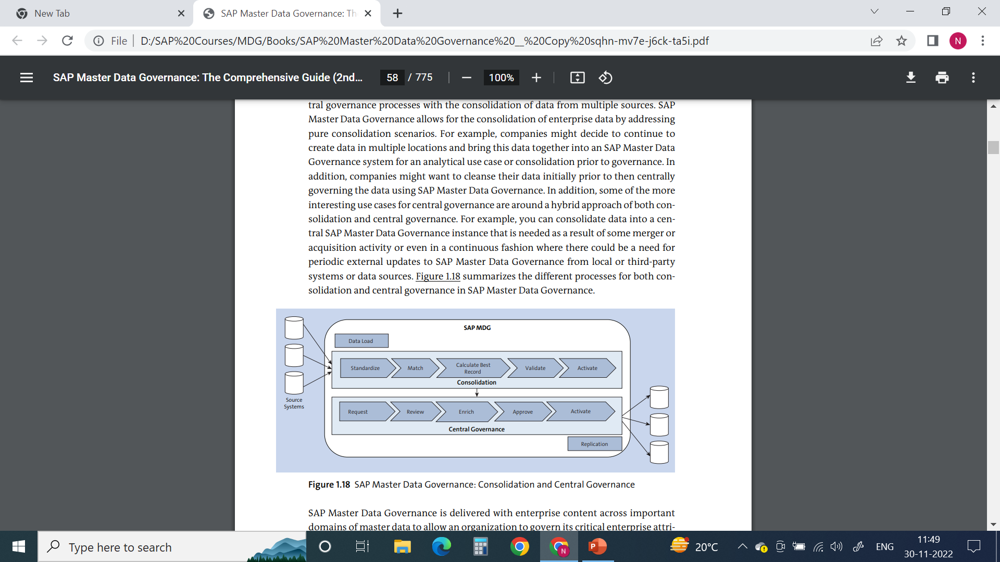 New Tab
SAP Master Data Governance: Th
File
D:/SAP%20Courses/MDG/Books/SAP%20Master%20Data%20Governance%20__%20Copy%20sqhn-mv7e-j6ck-ta5i.pdf
N
SAP Master Data Governance: The Comprehensive Guide (2nd...
58 / 775
100%
tral governance processes with the consolidation of data from multiple sources. SAP
Master Data Governance allows for the consolidation of enterprise data by addressing
pure consolidation scenarios. For example, companies might decide to continue to
create data in multiple locations and bring this data together into an SAP Master Data
Governance system for an analytical use case or consolidation prior to governance. In
addition, companies might want to cleanse their data initially prior to then centrally
governing the data using SAP Master Data Governance. In addition, some of the more
interesting use cases for central governance are around a hybrid approach of both con-
solidation and central governance. For example, you can consolidate data into a cen-
tral SAP Master Data Governance instance that is needed as a result of some merger or
acquisition activity or even in a continuous fashion where there could be a need for
periodic external updates to SAP Master Data Governance from local or third-party
systems or data sources. Figure 1.18 summarizes the different processes for both con-
solidation and central governance in SAP Master Data Governance.
SAP MDG
Data Load
Standardize
Match
Calculate Best
Record
Validate
Activate
Consolidation
Source
Systems
Request
Review
Enrich
Approve
Activate
Central Governance
Replication
Figure 1.18 SAP Master Data Governance: Consolidation and Central Governance
SAP Master Data Governance is delivered with enterprise content across important
domains of master data to allow an organization to govern its critical enterprise attri-
Type here to search
N
P
20°C
ENG
11:49
30-11-2022